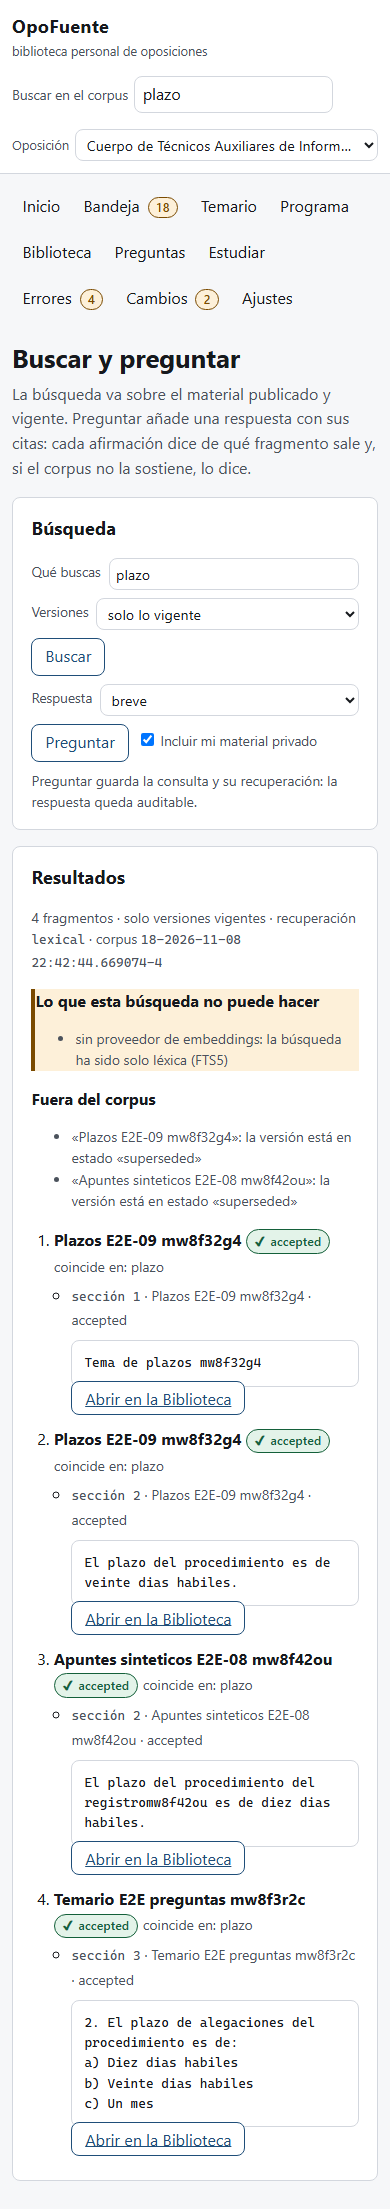 OpoFuente
biblioteca personal de oposiciones
Buscar en el corpus plazo
Oposición Cuerpo de Técnicos Auxiliares de Inform...
Inicio Bandeja 18 Temario Programa
Biblioteca Preguntas Estudiar
Errores 4 Cambios 2 Ajustes
Buscar y preguntar
La búsqueda va sobre el material publicado y
vigente. Preguntar añade una respuesta con sus
citas: cada afirmación dice de qué fragmento sale y,
si el corpus no la sostiene, lo dice.
Búsqueda
Qué buscas plazo
Versiones solo lo vigente
Buscar
Respuesta breve
Preguntar Incluir mi material privado
Preguntar guarda la consulta y su recuperación: la
respuesta queda auditable.
Resultados
4 fragmentos · solo versiones vigentes · recuperación
lexical · corpus 18-2026-11-08
22:42:44.669074-4
Lo que esta búsqueda no puede hacer
• sin proveedor de embeddings: la búsqueda
ha sido solo léxica (FTS5)
Fuera del corpus
• «Plazos E2E-09 mw8f32g4»: la versión está en
estado «superseded»
• «Apuntes sinteticos E2E-08 mw8f42ou»: la
versión está en estado «superseded»
1. Plazos E2E-09 mw8f32g4 ✓ accepted
coincide en: plazo
sección 1 · Plazos E2E-09 mw8f32g4 ·
accepted
Tema de plazos mw8f32g4
Abrir en la Biblioteca
2. Plazos E2E-09 mw8f32g4 ✓ accepted
coincide en: plazo
sección 2 · Plazos E2E-09 mw8f32g4 ·
accepted
El plazo del procedimiento es de
veinte dias habiles.
Abrir en la Biblioteca
3. Apuntes sinteticos E2E-08 mw8f42ou
✓ accepted coincide en: plazo
sección 2 · Apuntes sinteticos E2E-08
mw8f42ou · accepted
El plazo del procedimiento del
registromw8f42ou es de diez dias
habiles.
Abrir en la Biblioteca
4. Temario E2E preguntas mw8f3r2c
✓ accepted coincide en: plazo
sección 3 · Temario E2E preguntas mw8f3r2c
· accepted
2. El plazo de alegaciones del
procedimiento es de:
a) Diez dias habiles
b) Veinte dias habiles
c) Un mes
Abrir en la Biblioteca